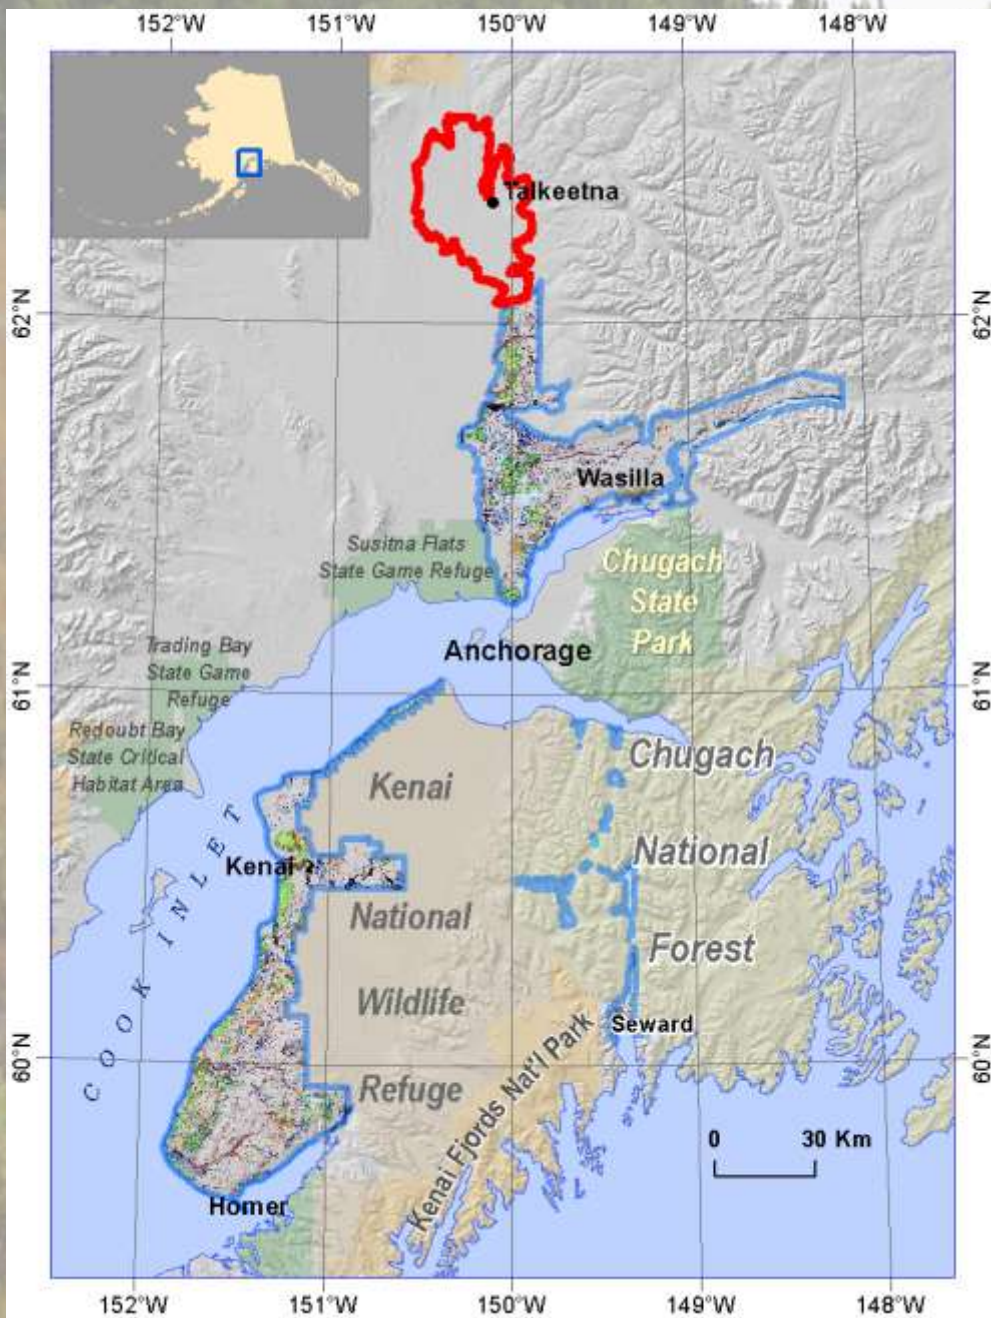 152°W 151°W 150°W 149°W 148°W
Talkeetna
62°N
62°N
Wasilla
Susitna Flats
State Game Refuge
Chugach
State
Park
Trading Bay
State Game
Refuge
Anchorage
61°N
61°N
Redoubt Bay
State Critical
Habitat Area
Chugach
National
Forest
Kenai
National
Wildlife
Refuge
Kenai
COOK INLET
Seward
60°N
60°N
Kenai Fjords Nat'l Park
0 30 Km
Homer
152°W 151°W 150°W 149°W 148°W